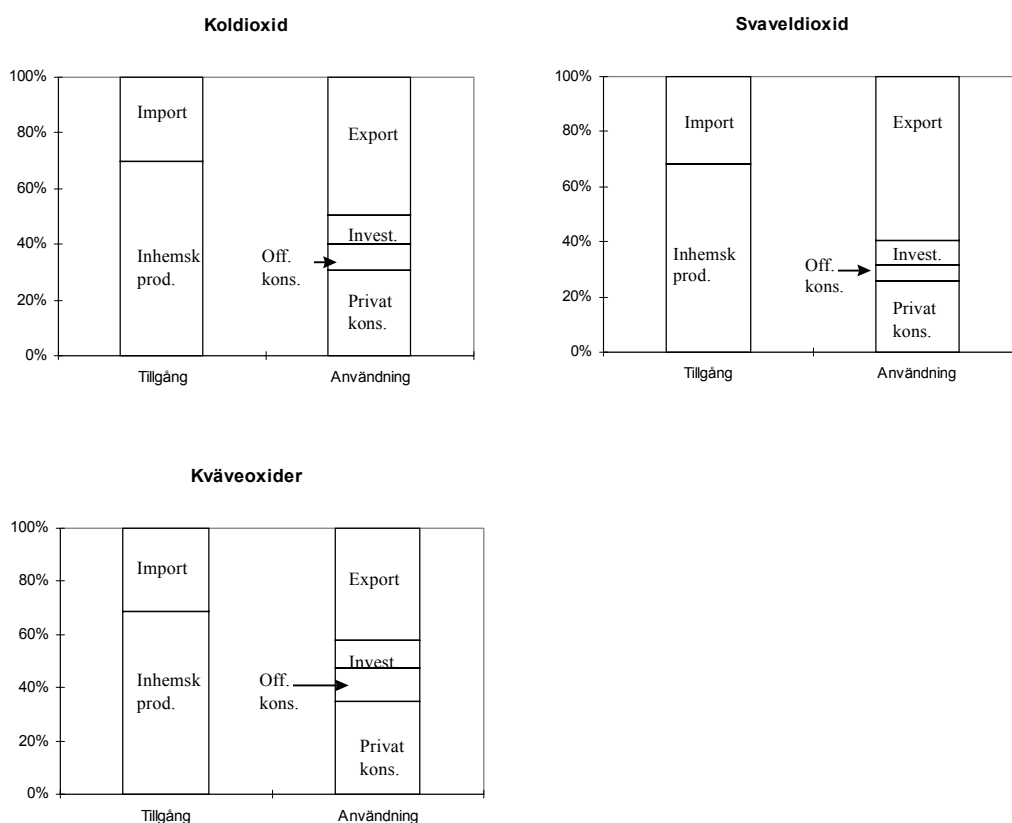 Koldioxid
100%
80%
60%
40%
20%
0%
Import
Inhemsk
prod.
Export
Invest.
Off.
kons.
Privat
kons.
Tillgång
Användning
Svaveldioxid
100%
80%
60%
40%
20%
0%
Import
Inhemsk
prod.
Export
Invest.
Off.
kons.
Privat
kons.
Tillgång
Användning
Kväveoxider
100%
80%
60%
40%
20%
0%
Import
Inhemsk
prod.
Export
Invest
Off.
kons.
Privat
kons.
Tillgång
Användning